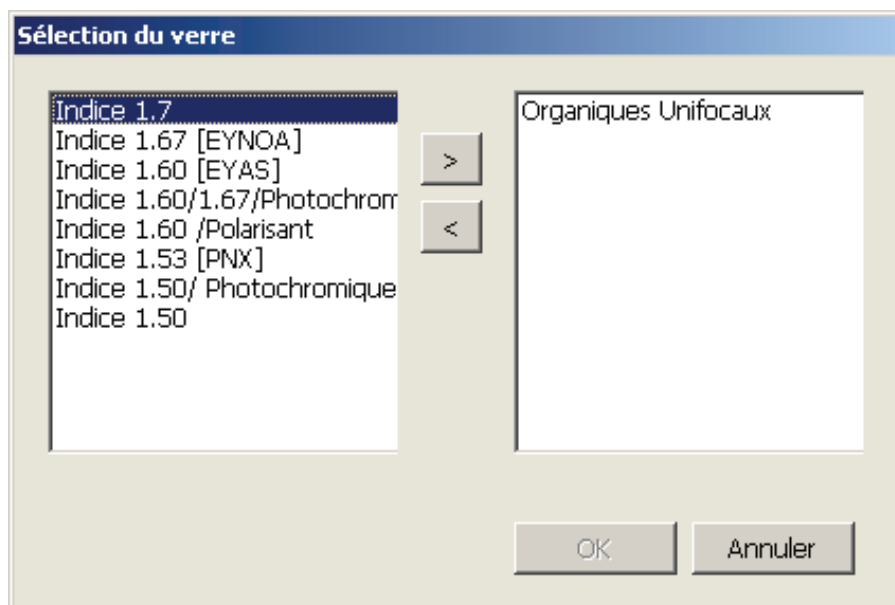 Sélection du verre
Indice 1.7
Indice 1.67 [EYNOA]
Indice 1.60 [EYAS]
Indice 1.60/1.67/Photochrom
Indice 1.60 /Polarisant
Indice 1.53 [PNX]
Indice 1.50/ Photochromique
Indice 1.50
>
<
Organiques Unifocaux
OK
Annuler